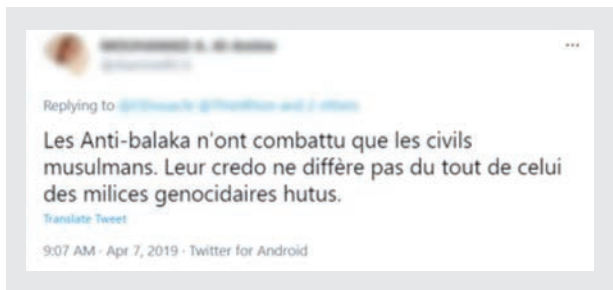 Replying to
Les Anti-balaka n'ont combattu que les civils
musulmans. Leur credo ne diffère pas du tout de celui
des milices genocidaires hutus.
Translate Tweet
9:07 AM · Apr 7, 2019 · Twitter for Android